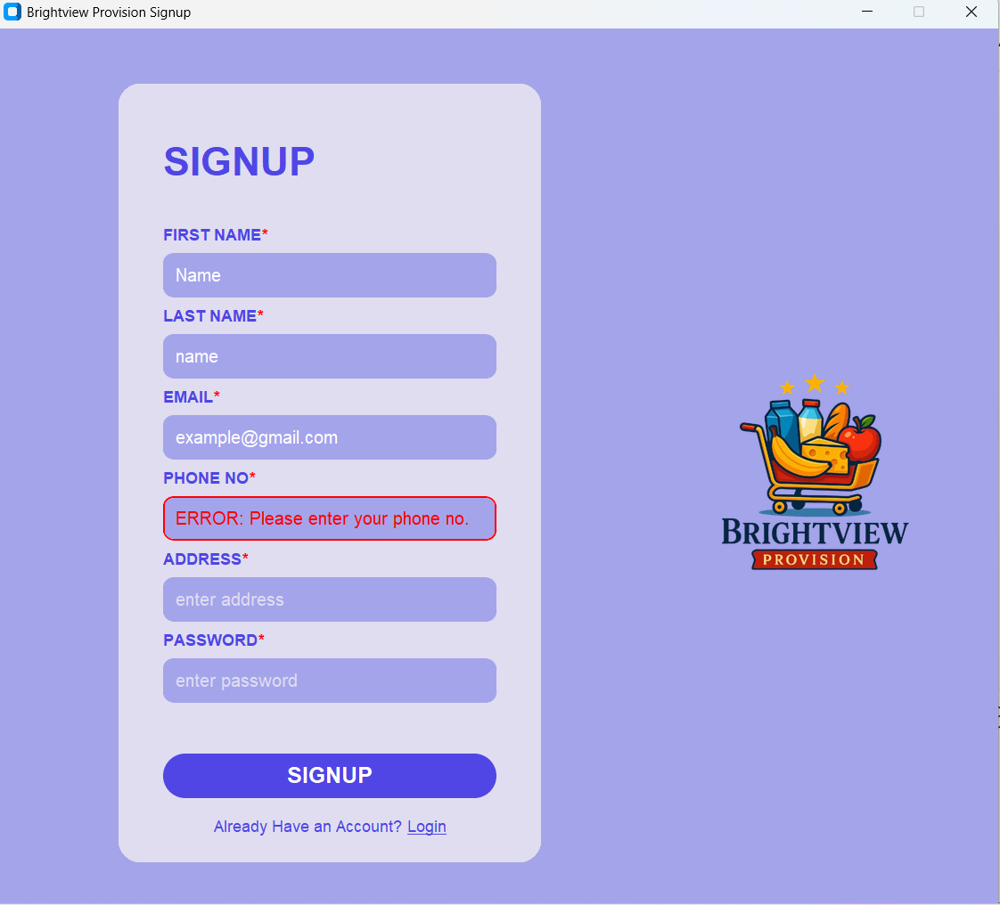 Brightview Provision Signup
SIGNUP
FIRST NAME*
Name
LAST NAME*
name
EMAIL*
example@gmail.com
PHONE NO*
ERROR: Please enter your phone no.
ADDRESS*
enter address
PASSWORD*
enter password
SIGNUP
Already Have an Account? Login
BRIGHTVIEW
PROVISION